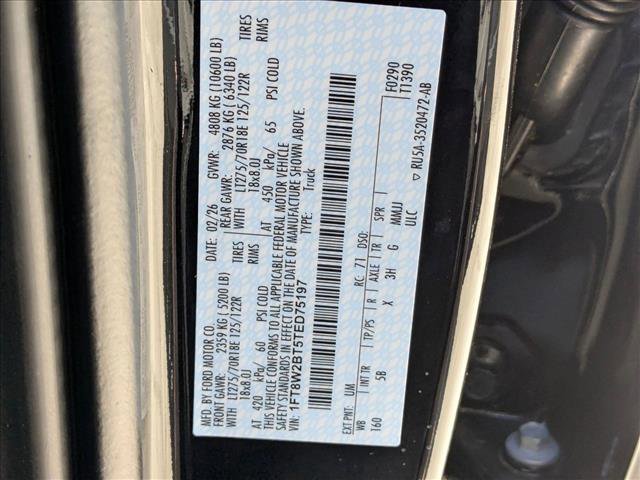 MFD. BY FORD MOTOR CO. DATE: 02/26 GVWR: 4808 KG (10600 LB)
FRONT GAWR: 2359 KG (5200 LB) REAR GAWR: 2876 KG (6340 LB)
WITH LT275/70R18E 125/122R TIRES WITH LT275/70R18E 125/122R TIRES
18x8.0J RIMS 18x8.0J RIMS
AT 420 kPa/ 60 PSI COLD AT 450 kPa/ 65 PSI COLD
THIS VEHICLE CONFORMS TO ALL APPLICABLE FEDERAL MOTOR VEHICLE
SAFETY STANDARDS IN EFFECT ON THE DATE OF MANUFACTURE SHOWN ABOVE.
VIN: 1FT8W2BT5TED75197 TYPE: Truck
F0290
T1390
EXT PNT: UM RC: 71 DSO:
WB INT TR TP/PS R AXLE TR SPR
160 5B X 3H G MMUJ
ULC
▽ RU5A-3520472-AB